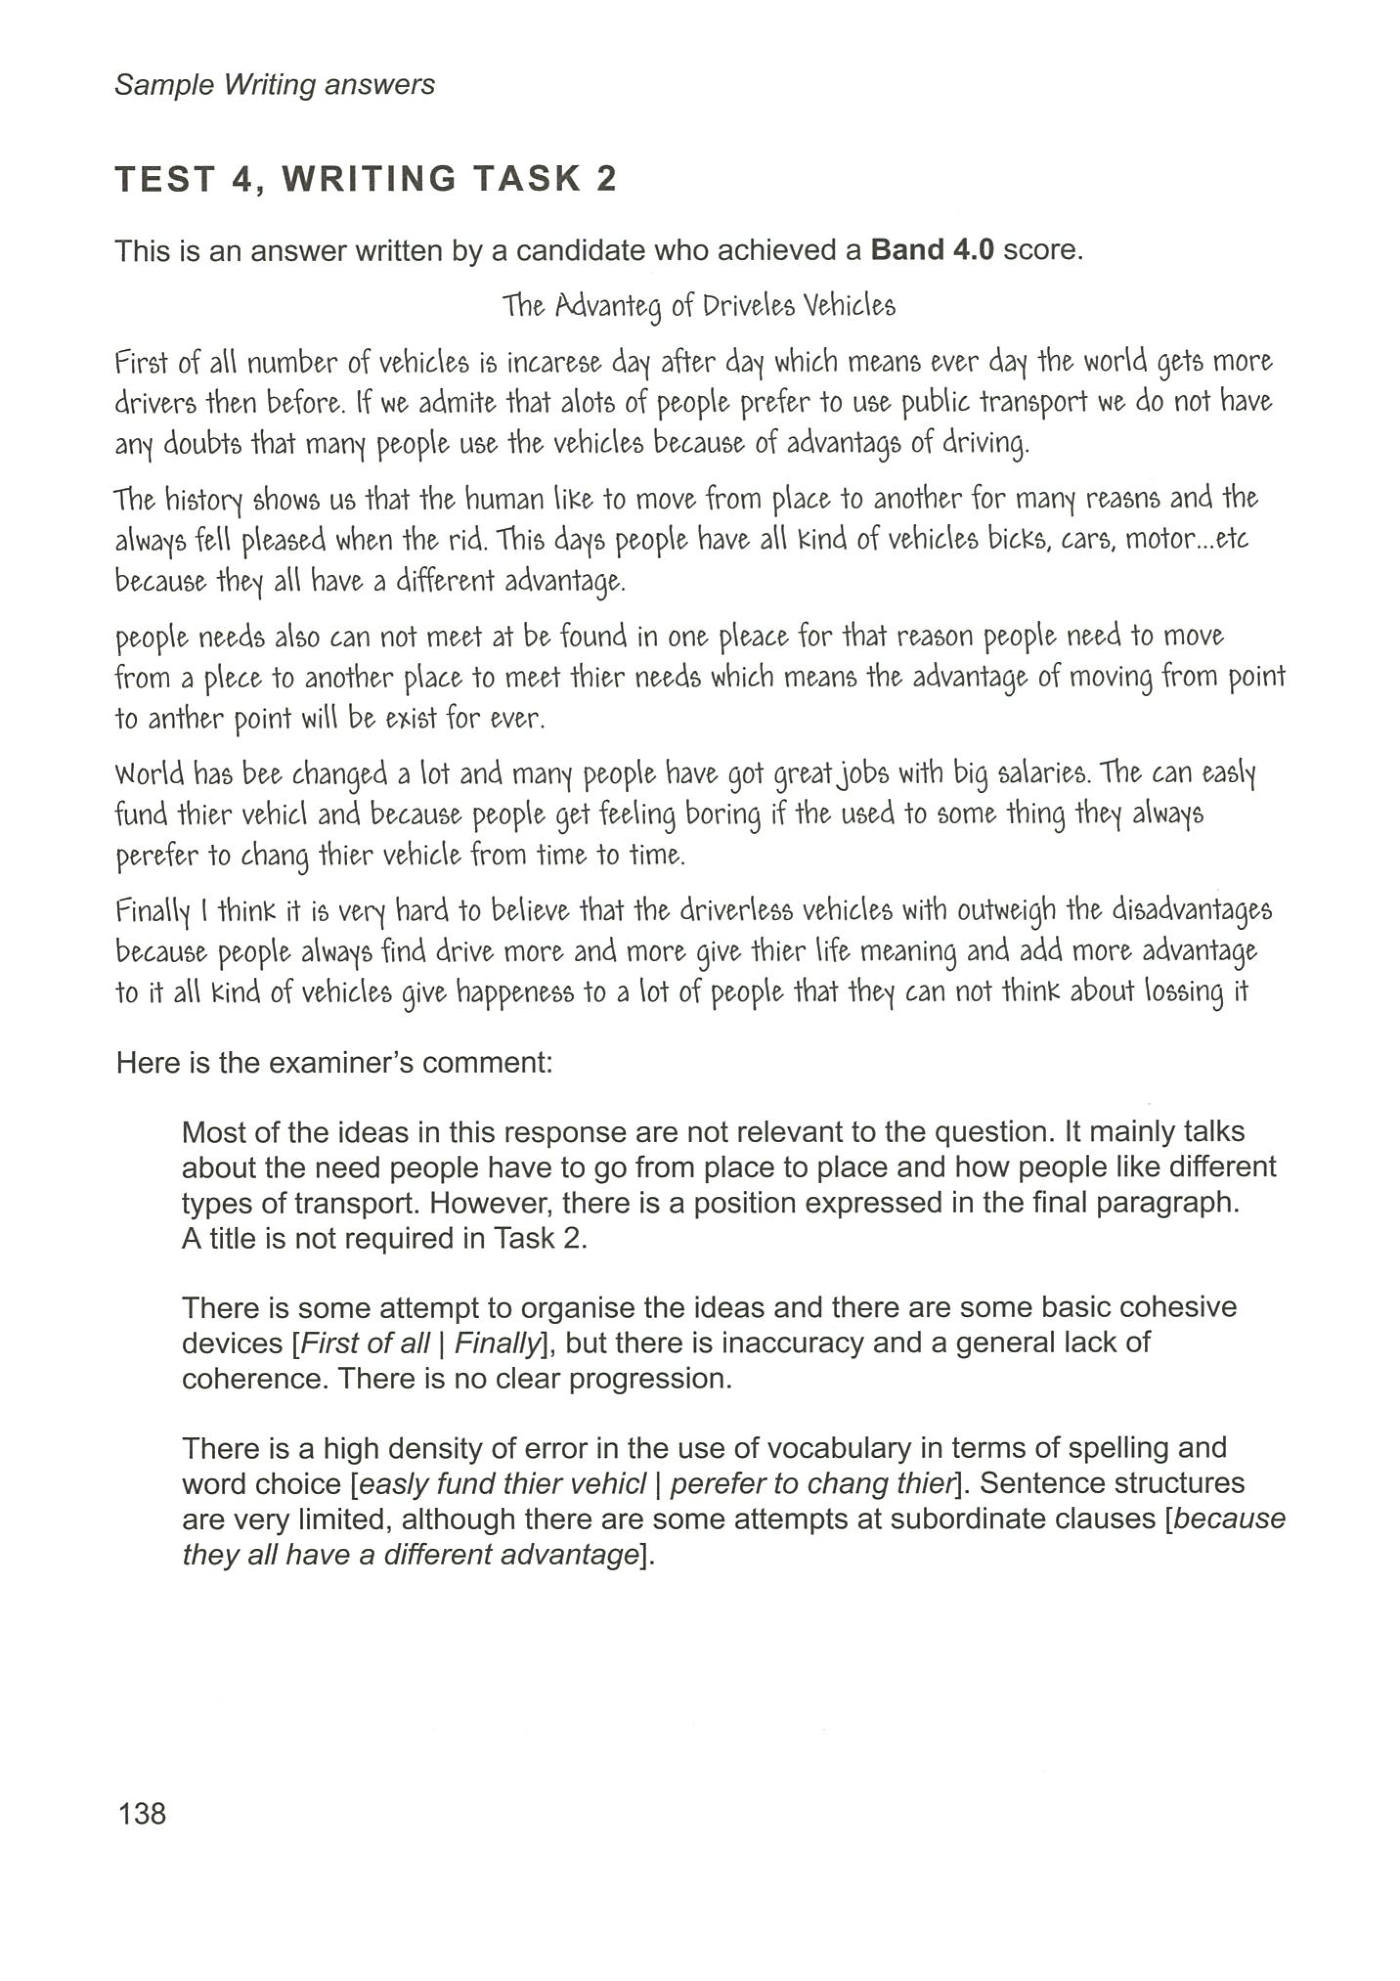 Sample Writing answers
TEST 4, WRITING TASK 2
This is an answer written by a candidate who achieved a Band 4.0 score.
The Advanteg of Driveles Vehicles
First of all number of vehicles is incarese day after day which means ever day the world gets more
drivers then before. If we admite that alots of people prefer to use public transport we do not have
any doubts that many people use the vehicles because of advantags of driving.
The history shows us that the human like to move from place to another for many reasns and the
always fell pleased when the rid. This days people have all kind of vehicles bicks, cars, motor...etc
because they all have a different advantage.
people needs also can not meet at be found in one pleace for that reason people need to move
from a plece to another place to meet thier needs which means the advantage of moving from point
to anther point will be exist for ever.
World has bee changed a lot and many people have got great jobs with big salaries. The can easly
fund thier vehicl and because people get feeling boring if the used to some thing they always
perefer to chang thier vehicle from time to time.
Finally I think it is very hard to believe that the driverless vehicles with outweigh the disadvantages
because people always find drive more and more give thier life meaning and add more advantage
to it all kind of vehicles give happeness to a lot of people that they can not think about lossing it
Here is the examiner's comment:
Most of the ideas in this response are not relevant to the question. It mainly talks
about the need people have to go from place to place and how people like different
types of transport. However, there is a position expressed in the final paragraph.
A title is not required in Task 2.
There is some attempt to organise the ideas and there are some basic cohesive
devices [First of all | Finally], but there is inaccuracy and a general lack of
coherence. There is no clear progression.
There is a high density of error in the use of vocabulary in terms of spelling and
word choice [easly fund thier vehicl | perefer to chang thier]. Sentence structures
are very limited, although there are some attempts at subordinate clauses [because
they all have a different advantage].
138